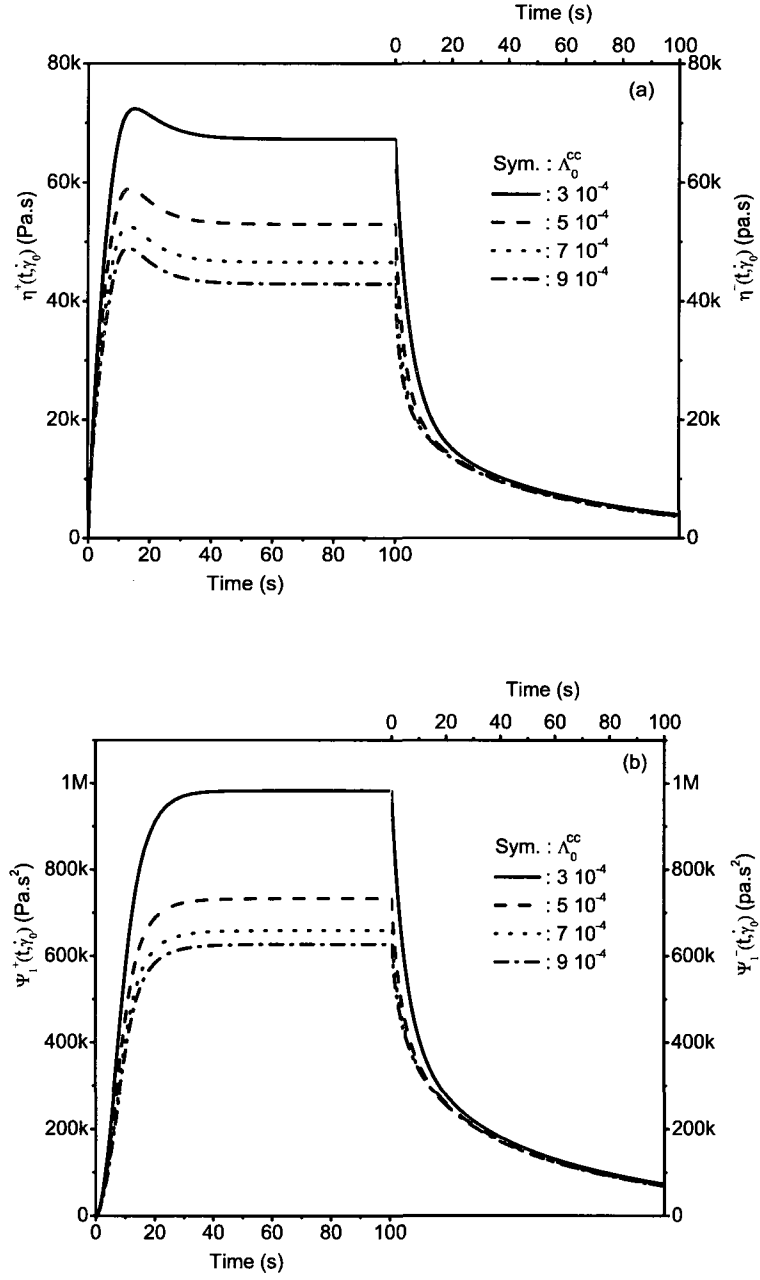 Time (s)
0 20 40 60 80 100
(a)
80k
60k
40k
20k
0
η⁺(t;γ̇₀) (Pa.s)
Sym. : Λ₀ᶜᶜ
: 3 10⁻⁴
: 5 10⁻⁴
: 7 10⁻⁴
: 9 10⁻⁴
80k
60k
40k
20k
0
η⁻(t;γ̇₀) (pa.s)
0 20 40 60 80 100
Time (s)
Time (s)
0 20 40 60 80 100
(b)
1M
800k
600k
400k
200k
0
Ψ₁⁺(t;γ̇₀) (Pa.s²)
Sym. : Λ₀ᶜᶜ
: 3 10⁻⁴
: 5 10⁻⁴
: 7 10⁻⁴
: 9 10⁻⁴
1M
800k
600k
400k
200k
0
Ψ₁⁻(t;γ̇₀) (pa.s²)
0 20 40 60 80 100
Time (s)